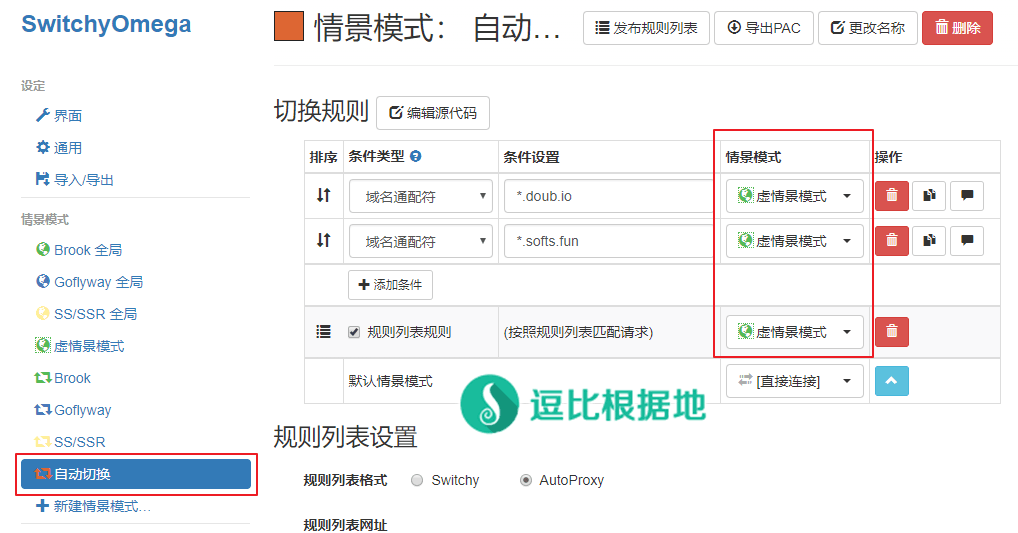 SwitchyOmega
设定
界面
通用
导入/导出
情景模式
Brook 全局
Goflyway 全局
SS/SSR 全局
虚情景模式
Brook
Goflyway
SS/SSR
自动切换
新建情景模式…
情景模式： 自动…
发布规则列表 导出PAC 更改名称 删除
切换规则 编辑源代码
排序 条件类型 条件设置 情景模式 操作
域名通配符 *.doub.io 虚情景模式
域名通配符 *.softs.fun 虚情景模式
添加条件
规则列表规则 (按照规则列表匹配请求) 虚情景模式
默认情景模式 [直接连接]
逗比根据地
规则列表设置
规则列表格式 Switchy AutoProxy
规则列表网址